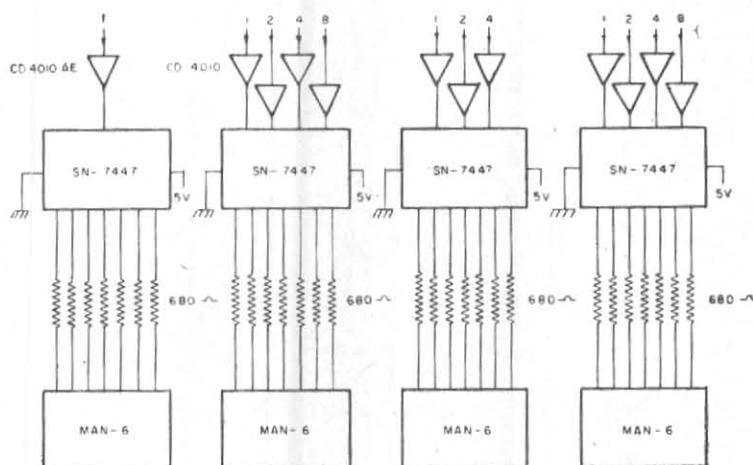 1 1 2 4 8 1 2 4 1 2 4 8
CD 4010 AE CD 4010
SN-7447 SN-7447 SN-7447 SN-7447
5V 5V 5V 5V
680 680 680 680
MAN-6 MAN-6 MAN-6 MAN-6